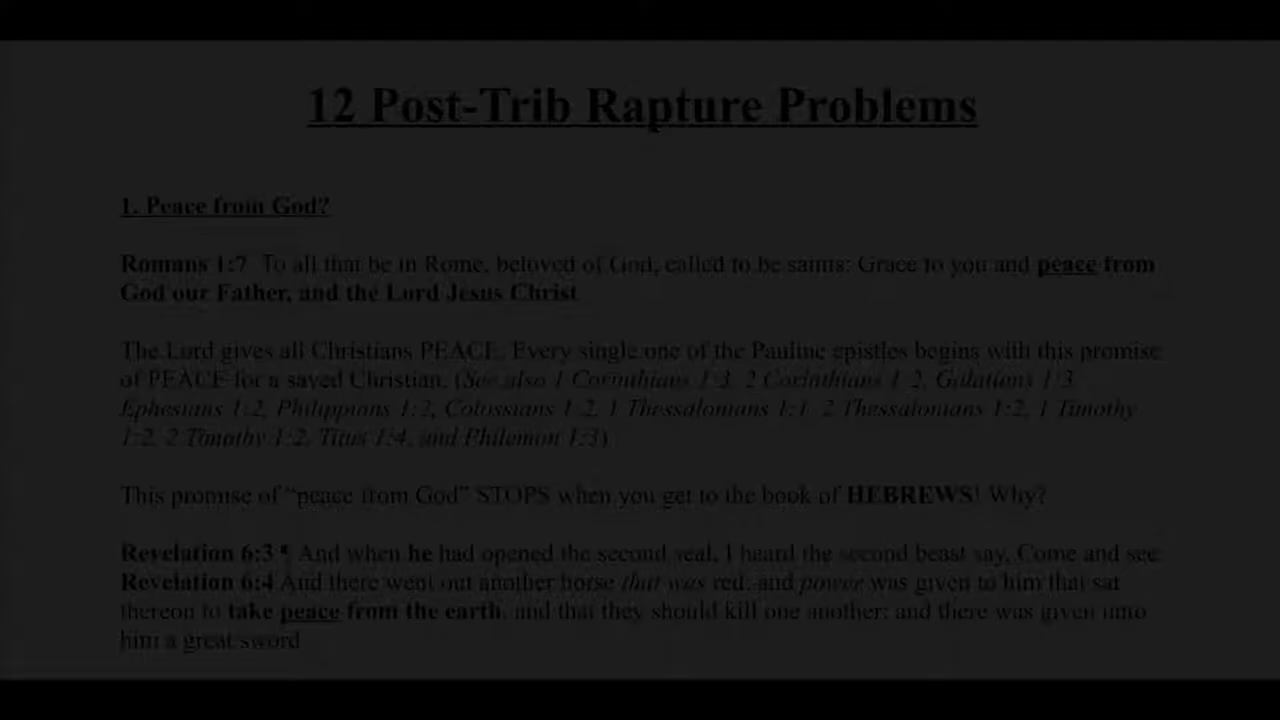 12 Post-Trib Rapture Problems
1. Peace from God?
Romans 1:7 To all that be in Rome, beloved of God, called to be saints: Grace to you and peace from
God our Father, and the Lord Jesus Christ.
The Lord gives all Christians PEACE. Every single one of the Pauline epistles begins with this promise
of PEACE for a saved Christian. (See also 1 Corinthians 1:3, 2 Corinthians 1:2, Galatians 1:3,
Ephesians 1:2, Philippians 1:2, Colossians 1:2, 1 Thessalonians 1:1, 2 Thessalonians 1:2, 1 Timothy
1:2, 2 Timothy 1:2, Titus 1:4, and Philemon 1:3)
This promise of “peace from God” STOPS when you get to the book of HEBREWS! Why?
Revelation 6:3 ¶ And when he had opened the second seal, I heard the second beast say, Come and see.
Revelation 6:4 And there went out another horse that was red: and power was given to him that sat
thereon to take peace from the earth, and that they should kill one another: and there was given unto
him a great sword.